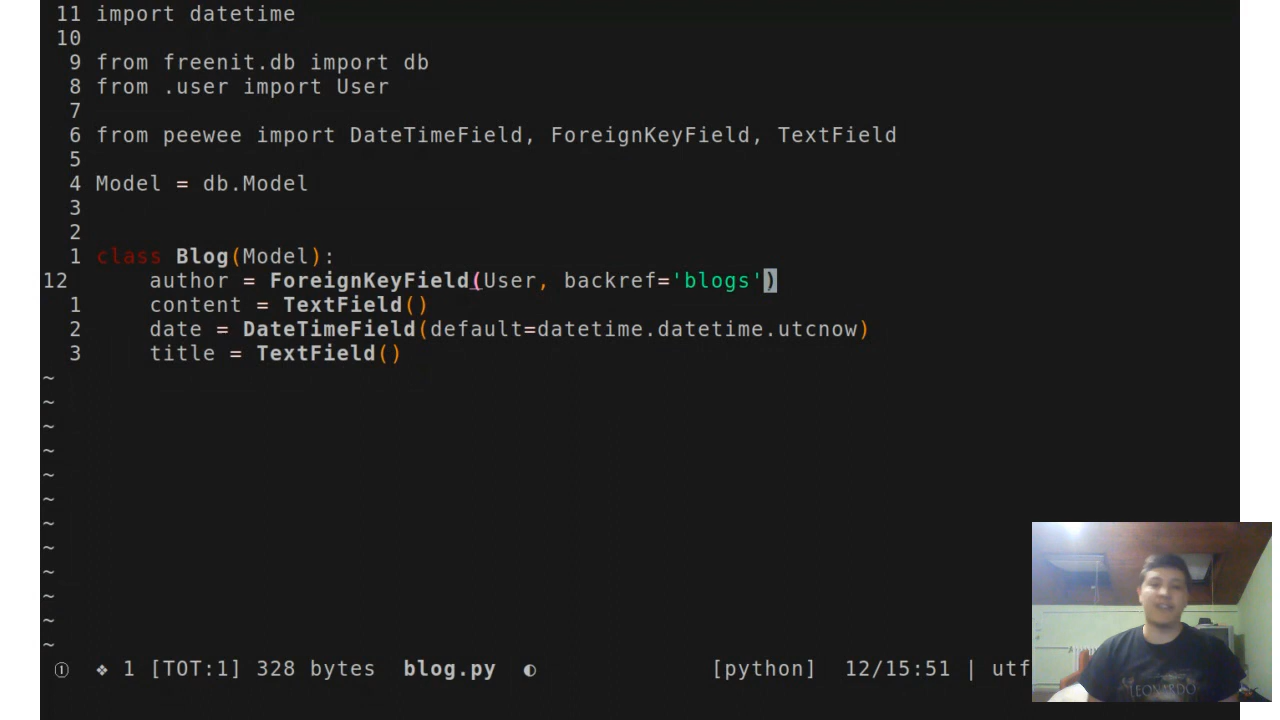 11 import datetime
10
9 from freenit.db import db
8 from .user import User
7
6 from peewee import DateTimeField, ForeignKeyField, TextField
5
4 Model = db.Model
3
2
1 class Blog(Model):
12 author = ForeignKeyField(User, backref='blogs')
1 content = TextField()
2 date = DateTimeField(default=datetime.datetime.utcnow)
3 title = TextField()
~
~
~
~
~
~
~
~
~
~
~
~
① ❖ 1 [TOT:1] 328 bytes blog.py ◐ [python] 12/15:51 | utf
LEONARDO